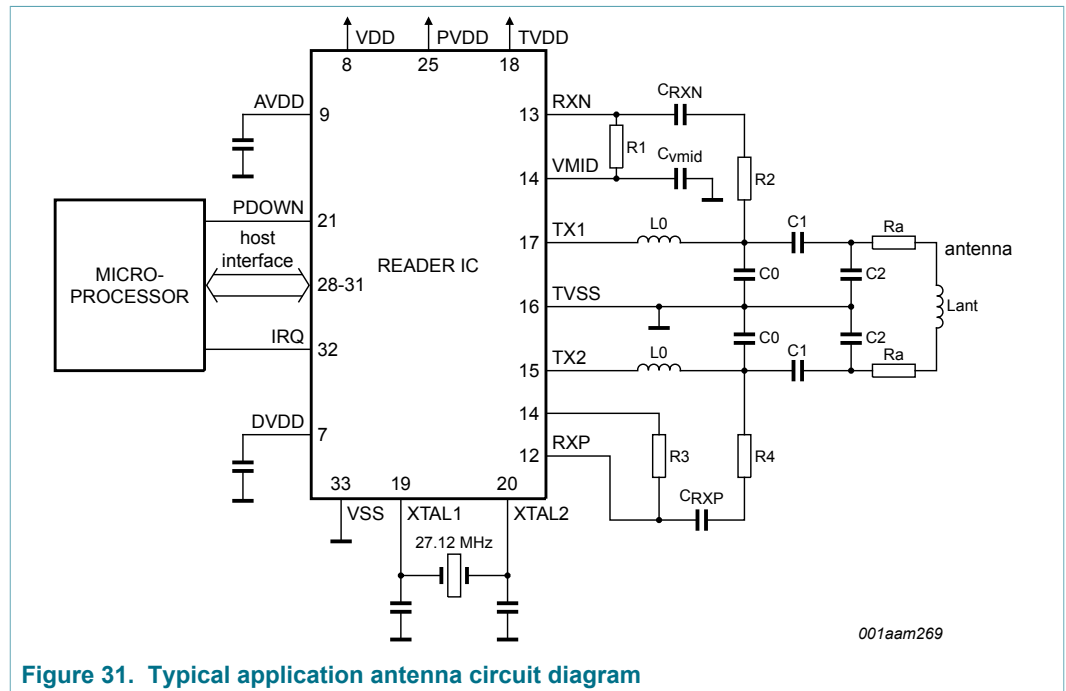 VDD PVDD TVDD
8 25 18
AVDD 9
13 RXN CRXN
R1
14 VMID Cvmid
R2
PDOWN 21
17 TX1 L0 C1 Ra antenna
host
interface
READER IC
MICRO-
PROCESSOR
28-31
C0 C2
16 TVSS
Lant
IRQ 32
C0 C2
15 TX2 L0 C1 Ra
14
DVDD 7
12 RXP
R3 R4
CRXP
33 19 20
VSS XTAL1 XTAL2
27.12 MHz
001aam269
Figure 31. Typical application antenna circuit diagram